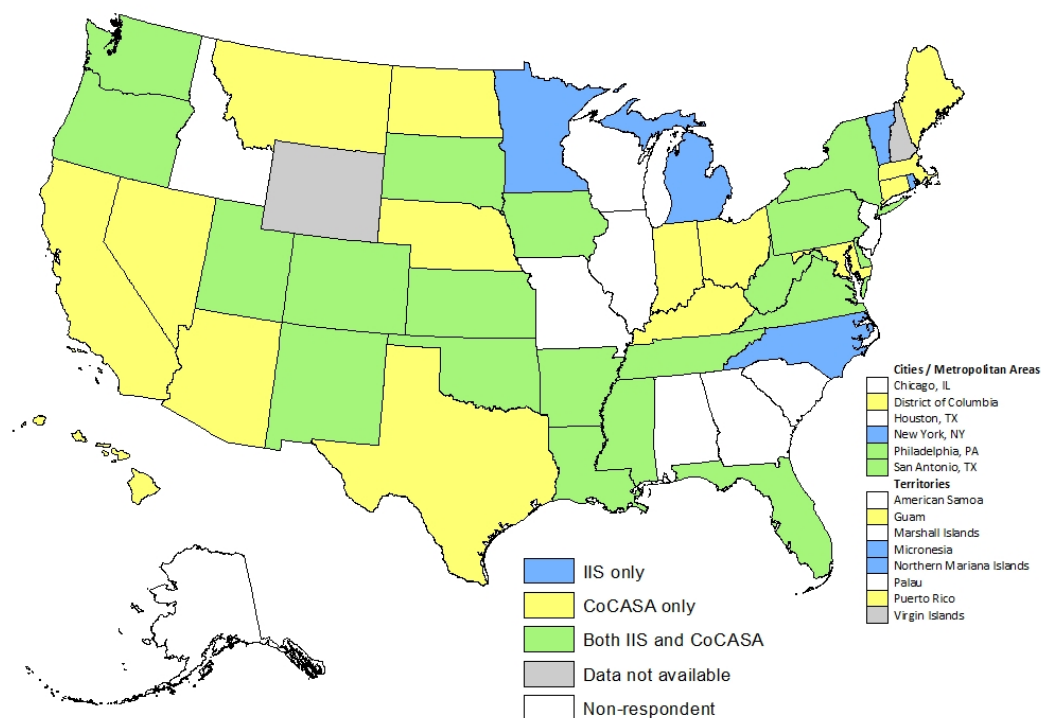 Cities / Metropolitan Areas
Chicago, IL
District of Columbia
Houston, TX
New York, NY
Philadelphia, PA
San Antonio, TX
Territories
American Samoa
Guam
Marshall Islands
Micronesia
Northern Mariana Islands
Palau
Puerto Rico
Virgin Islands
IIS only
CoCASA only
Both IIS and CoCASA
Data not available
Non-respondent